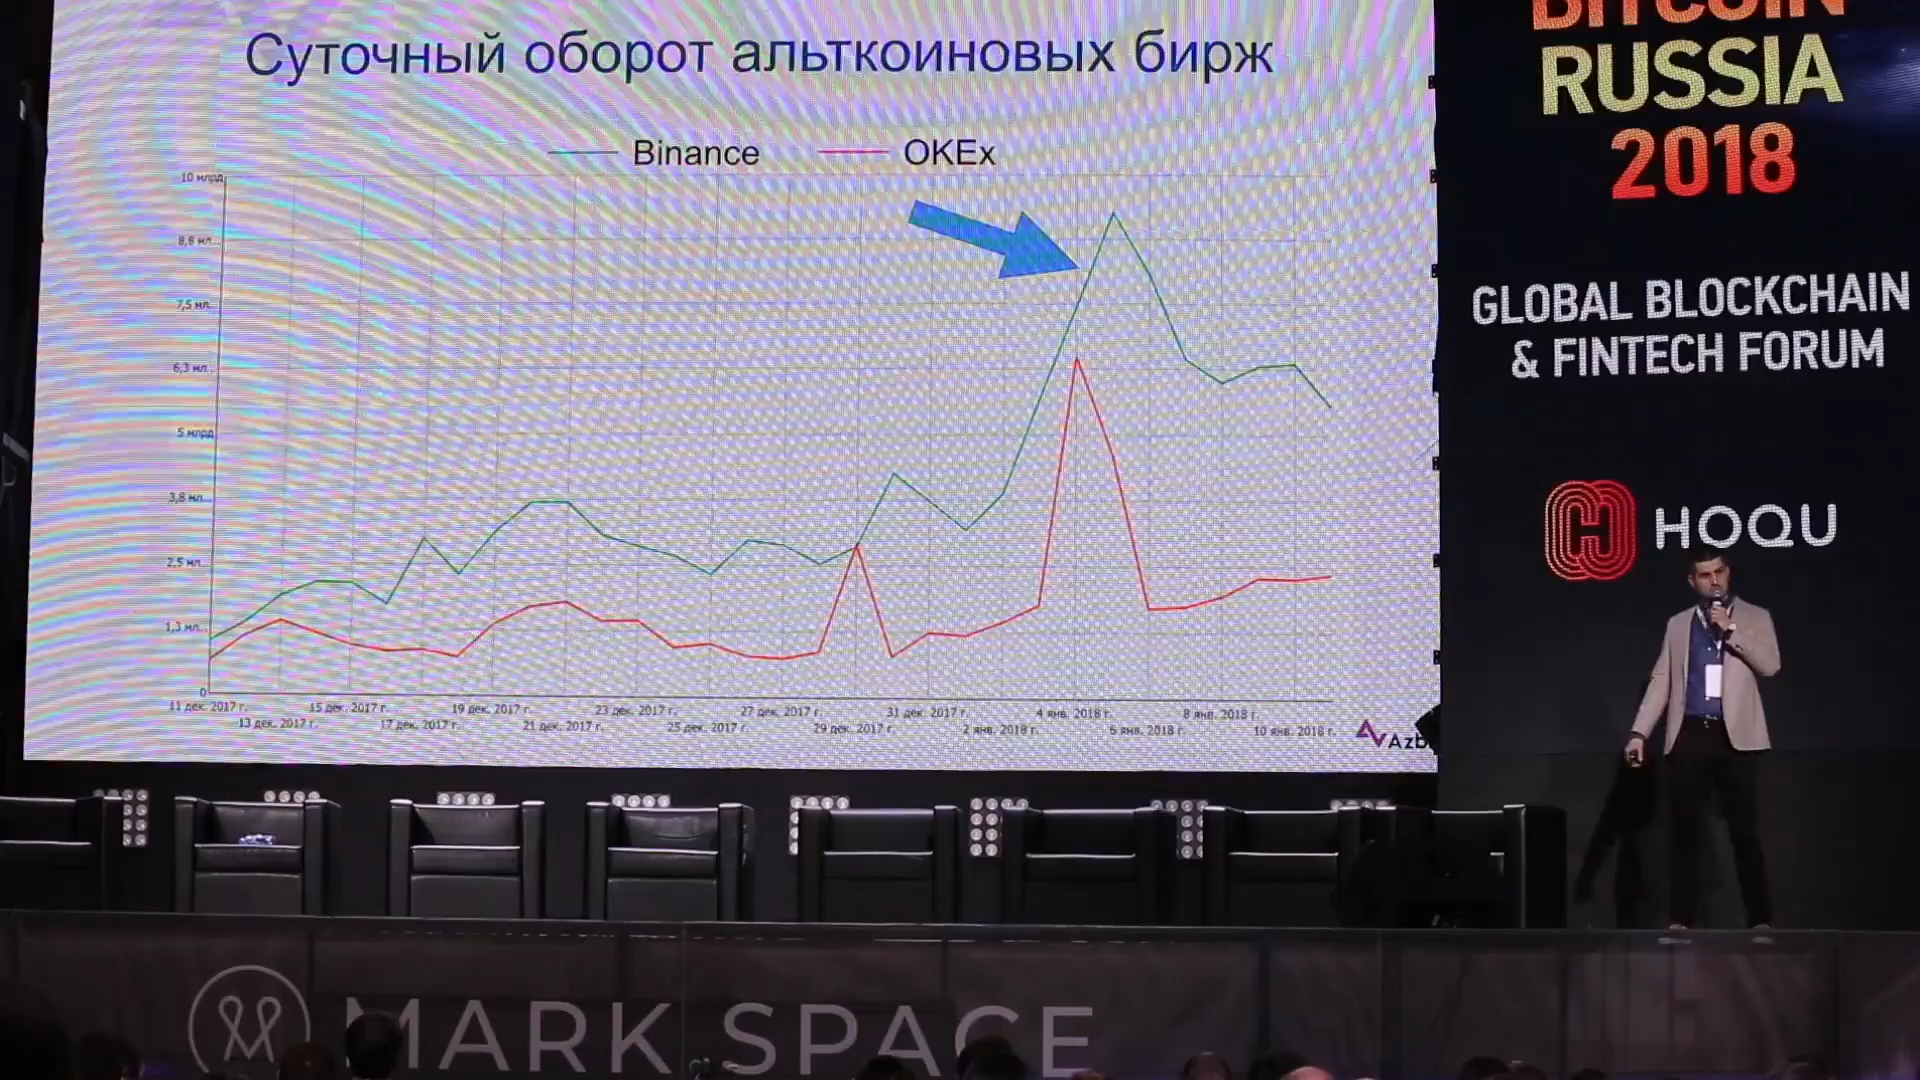 Суточный оборот альткоиновых бирж
Binance
OKEx
10 млрд
8,8 мл...
7,5 мл...
6,3 мл...
5 млрд
3,8 мл...
2,5 мл...
1,3 мл...
0
11 дек. 2017 г.
13 дек. 2017 г.
15 дек. 2017 г.
17 дек. 2017 г.
19 дек. 2017 г.
21 дек. 2017 г.
23 дек. 2017 г.
25 дек. 2017 г.
27 дек. 2017 г.
29 дек. 2017 г.
31 дек. 2017 г.
2 янв. 2018 г.
4 янв. 2018 г.
6 янв. 2018 г.
8 янв. 2018 г.
10 янв. 2018 г.
BITCOIN
RUSSIA
2018
GLOBAL BLOCKCHAIN
& FINTECH FORUM
HOQU
MARK SPACE